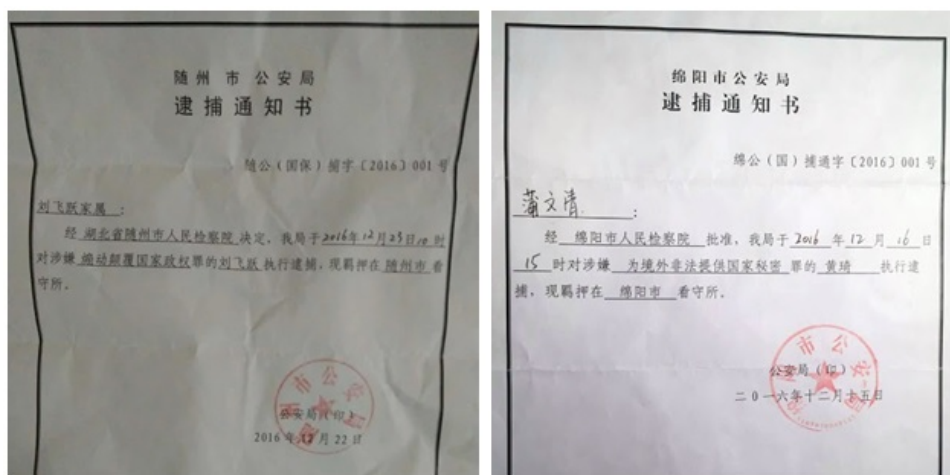 随州市公安局
逮捕通知书
随公（国保）捕字〔2016〕001号
刘飞跃家属：
经 湖北省随州市人民检察院 决定，我局于2016年12月23日10时
对涉嫌 煽动颠覆国家政权罪的刘飞跃 执行逮捕，现羁押在 随州市 看
守所。
公安局（印）
2016年12月22日
绵阳市公安局
逮捕通知书
绵公（国）捕通字〔2016〕001号
蒲文清：
经 绵阳市人民检察院 批准，我局于 2016 年 12 月 16 日
15 时对涉嫌 为境外非法提供国家秘密 罪的 黄琦 执行逮
捕，现羁押在 绵阳市 看守所。
市公安
公安局（印）
二〇一六年十二月十五日